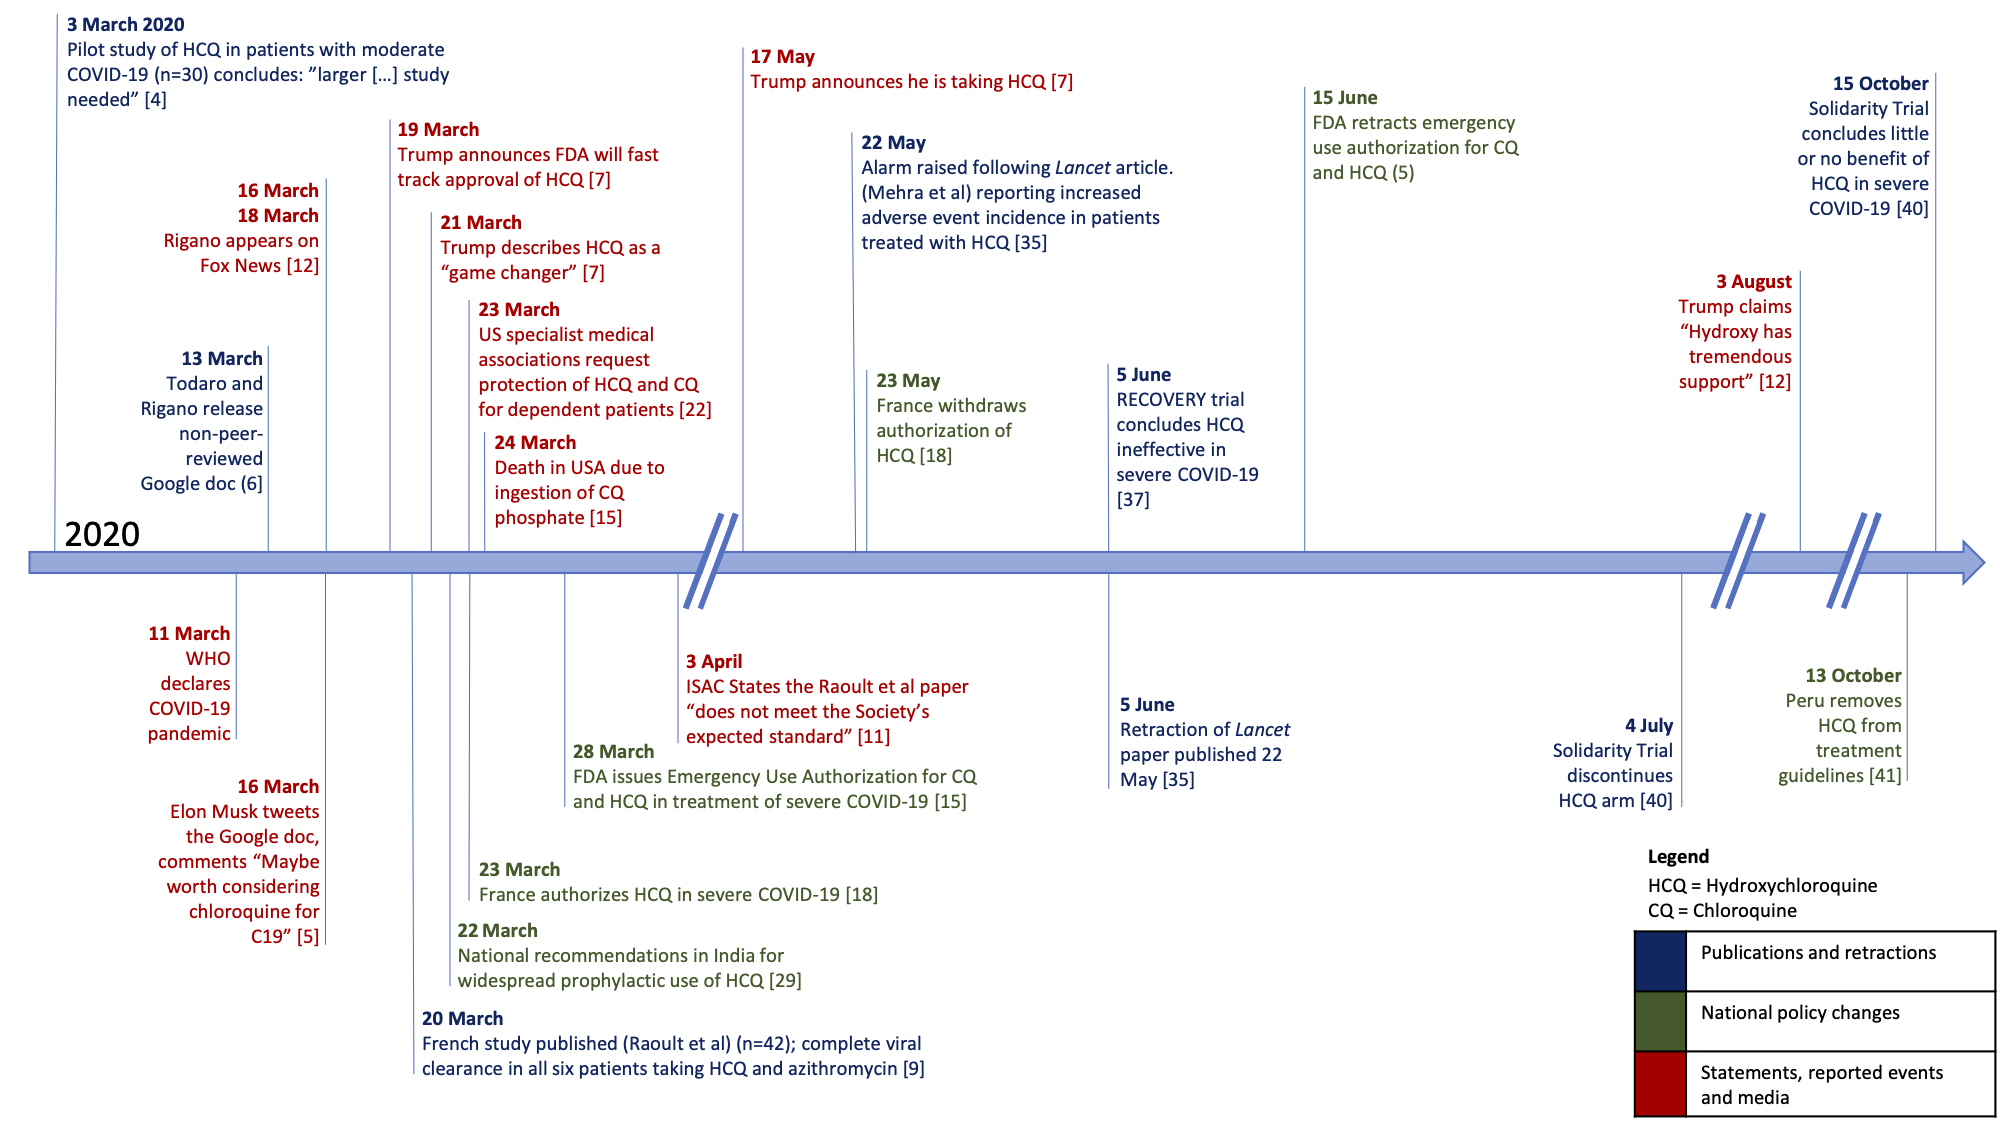 3 March 2020
Pilot study of HCQ in patients with moderate
COVID-19 (n=30) concludes: ”larger […] study
needed” [4]
17 May
Trump announces he is taking HCQ [7]
15 October
Solidarity Trial
concludes little
or no benefit of
HCQ in severe
COVID-19 [40]
15 June
FDA retracts emergency
use authorization for CQ
and HCQ (5)
19 March
Trump announces FDA will fast
track approval of HCQ [7]
22 May
Alarm raised following Lancet article.
(Mehra et al) reporting increased
adverse event incidence in patients
treated with HCQ [35]
16 March
18 March
Rigano appears on
Fox News [12]
21 March
Trump describes HCQ as a
“game changer” [7]
3 August
Trump claims
“Hydroxy has
tremendous
support” [12]
23 March
US specialist medical
associations request
protection of HCQ and CQ
for dependent patients [22]
13 March
Todaro and
Rigano release
non-peer-
reviewed
Google doc (6]
23 May
France withdraws
authorization of
HCQ [18]
5 June
RECOVERY trial
concludes HCQ
ineffective in
severe COVID-19
[37]
24 March
Death in USA due to
ingestion of CQ
phosphate [15]
2020
11 March
WHO
declares
COVID-19
pandemic
3 April
ISAC States the Raoult et al paper
“does not meet the Society’s
expected standard” [11]
13 October
Peru removes
HCQ from
treatment
guidelines [41]
5 June
Retraction of Lancet
paper published 22
May [35]
4 July
Solidarity Trial
discontinues
HCQ arm [40]
28 March
FDA issues Emergency Use Authorization for CQ
and HCQ in treatment of severe COVID-19 [15]
16 March
Elon Musk tweets
the Google doc,
comments “Maybe
worth considering
chloroquine for
C19” [5]
23 March
France authorizes HCQ in severe COVID-19 [18]
22 March
National recommendations in India for
widespread prophylactic use of HCQ [29]
20 March
French study published (Raoult et al) (n=42); complete viral
clearance in all six patients taking HCQ and azithromycin [9]
Legend
HCQ = Hydroxychloroquine
CQ = Chloroquine
Publications and retractions
National policy changes
Statements, reported events
and media